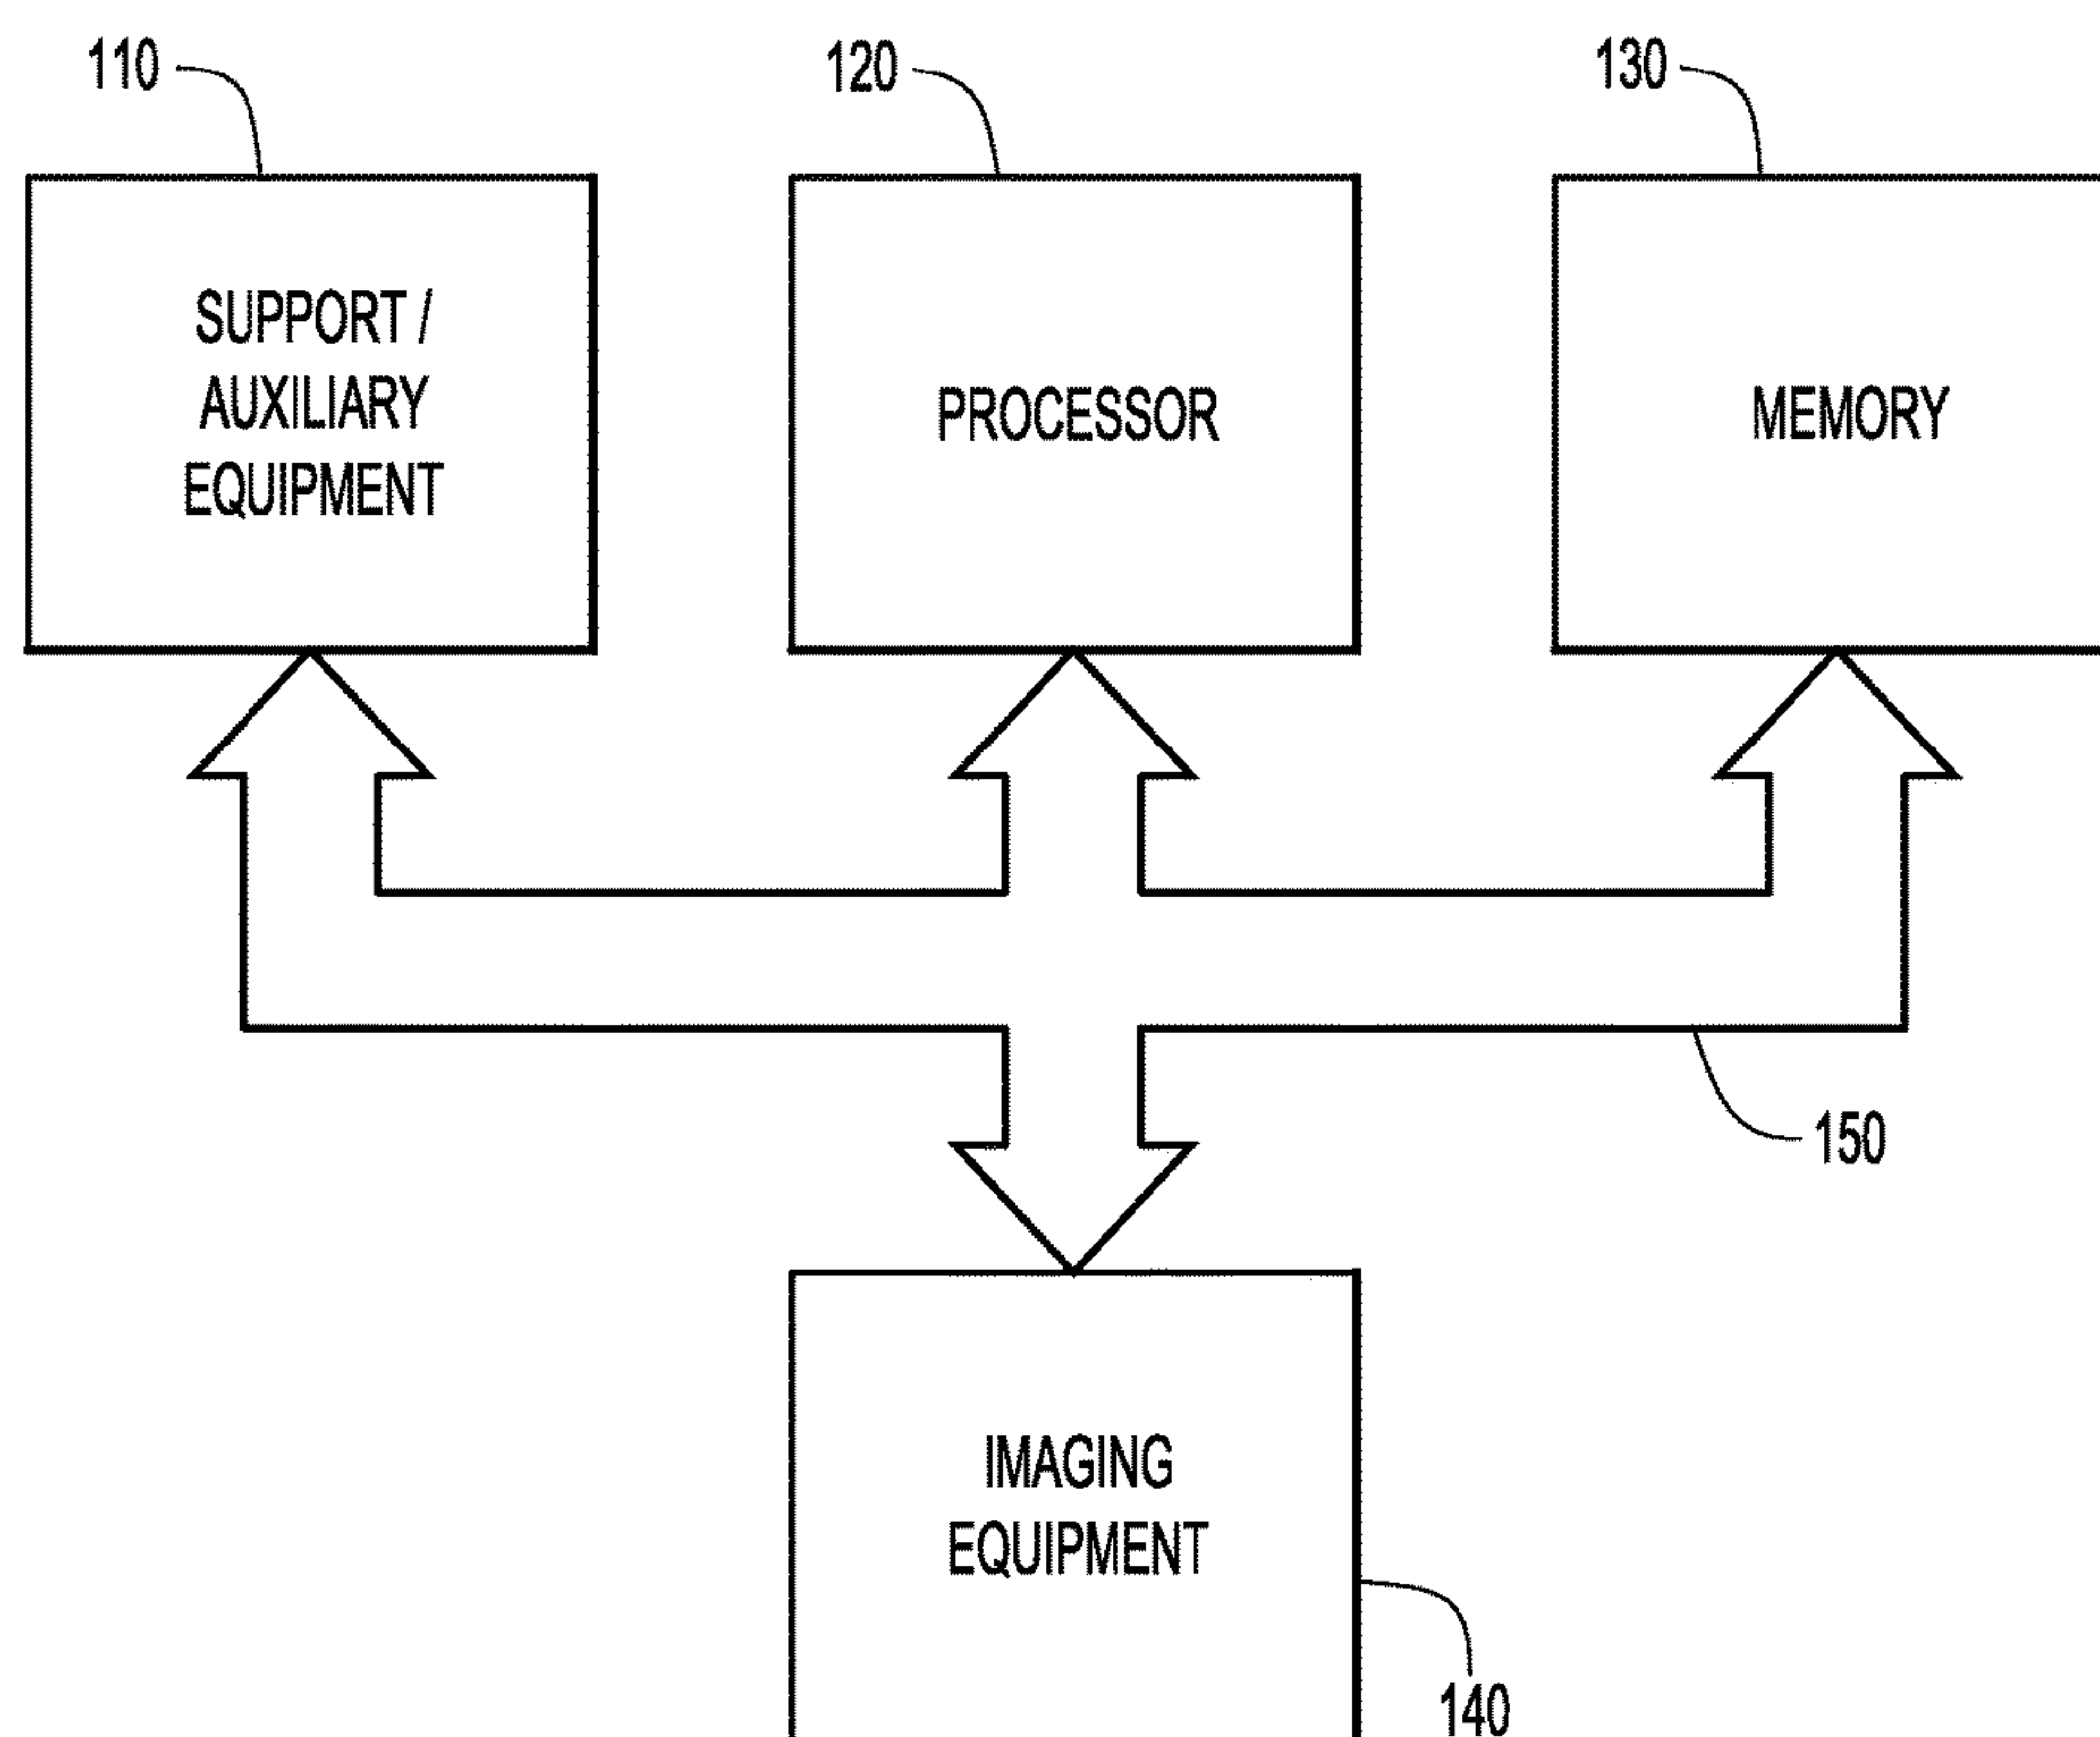 110
120
130
SUPPORT /
AUXILIARY
EQUIPMENT
PROCESSOR
MEMORY
150
IMAGING
EQUIPMENT
140